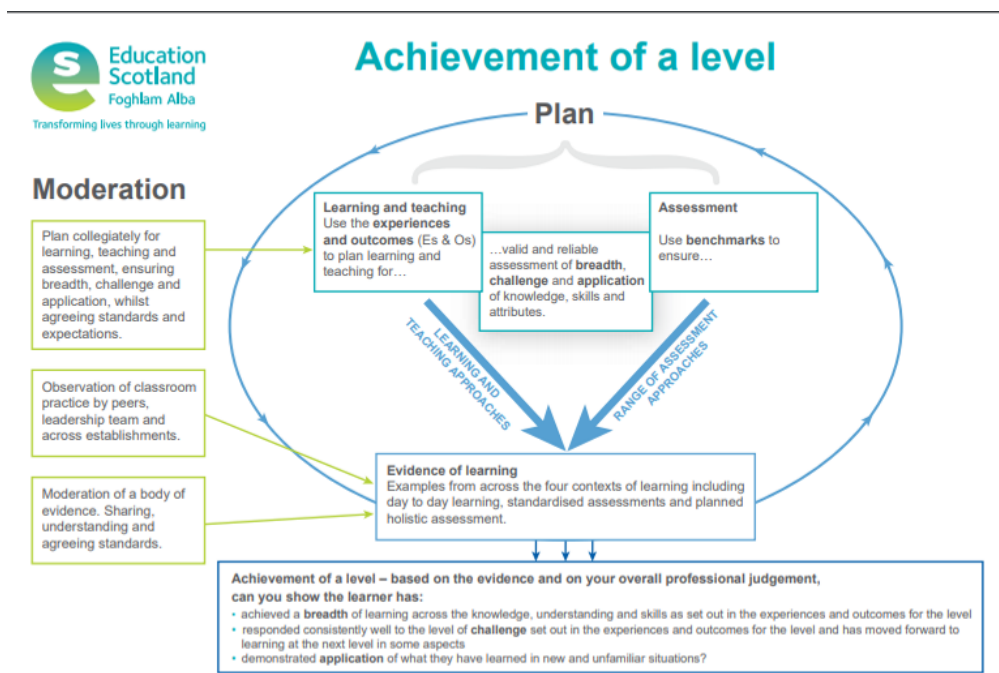 Education
Scotland
Foghlam Alba
Transforming lives through learning
Achievement of a level
Plan
Moderation
Plan collegiately for
learning, teaching and
assessment, ensuring
breadth, challenge and
application, whilst
agreeing standards and
expectations.
Observation of classroom
practice by peers,
leadership team and
across establishments.
Moderation of a body of
evidence. Sharing,
understanding and
agreeing standards.
Learning and teaching
Use the experiences
and outcomes (Es & Os)
to plan learning and
teaching for…
…valid and reliable
assessment of breadth,
challenge and application
of knowledge, skills and
attributes.
Assessment
Use benchmarks to
ensure…
LEARNING AND
TEACHING APPROACHES
RANGE OF ASSESSMENT
APPROACHES
Evidence of learning
Examples from across the four contexts of learning including
day to day learning, standardised assessments and planned
holistic assessment.
Achievement of a level – based on the evidence and on your overall professional judgement,
can you show the learner has:
• achieved a breadth of learning across the knowledge, understanding and skills as set out in the experiences and outcomes for the level
• responded consistently well to the level of challenge set out in the experiences and outcomes for the level and has moved forward to
learning at the next level in some aspects
• demonstrated application of what they have learned in new and unfamiliar situations?